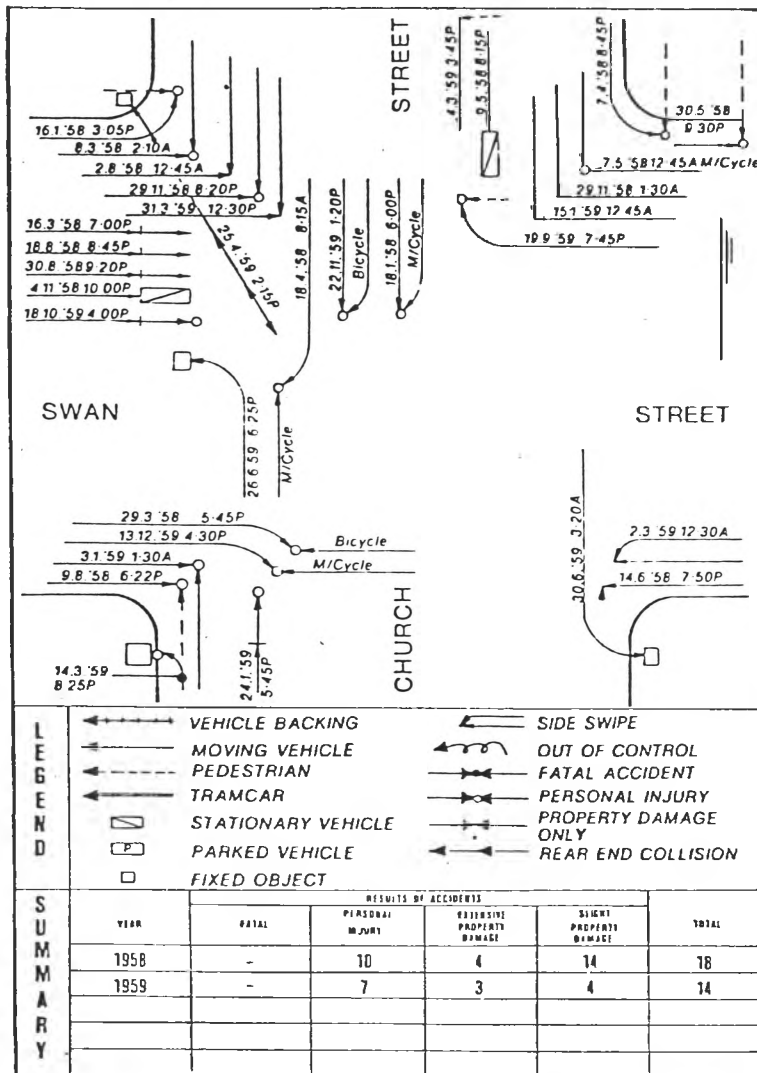 STREET
4.3.'59 3·45P
9.5.'58 8·15P
7.4.'58 8·45P
30.5.'58
9.30P
16.1.'58 3.05P
8.3.'58 2·10A
2.8.'58 12·45A
29.11.'58 8·20P
31.3.'59 12·30P
7.5.'58 12·45A M/Cycle
29.11.'58 1·30A
15.1.'59 12·45A
19.9.'59 7·45P
16.3.'58 7·00P
18.8.'58 8·45P
30.8.'58 9·20P
4.11.'58 10 00P
18.10.'59 4.00P
25.4.'59 2·15P
18.4.'58 8·15A
22.11.'59 1·20P
Bicycle
18.1.'58 6·00P
M/Cycle
SWAN
STREET
26.6.59 6·25P
M/Cycle
29.3.'58 5·45P
Bicycle
13.12.'59 4·30P
M/Cycle
3.1.'59 1·30A
9.8.'58 6·22P
14.3.'59
8·25P
24.1.'59
5·45P
CHURCH
30.6.'59 3·20A
2.3.'59 12.30A
14.6.'58 7·50P
LEGEND
VEHICLE BACKING
MOVING VEHICLE
PEDESTRIAN
TRAMCAR
STATIONARY VEHICLE
P PARKED VEHICLE
FIXED OBJECT
SIDE SWIPE
OUT OF CONTROL
FATAL ACCIDENT
PERSONAL INJURY
PROPERTY DAMAGE
ONLY
REAR END COLLISION
SUMMARY
RESULTS OF ACCIDENTS
YEAR FATAL PERSONAL INJURY EXTENSIVE PROPERTY DAMAGE SLIGHT PROPERTY DAMAGE TOTAL
1958 - 10 4 14 18
1959 - 7 3 4 14